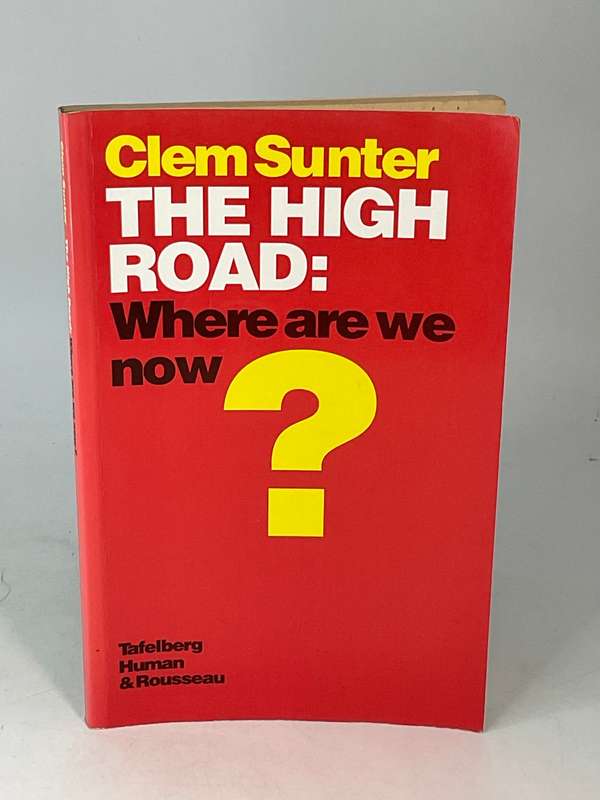 Clem Sunter
THE HIGH
ROAD:
Where are we
now
?
Tafelberg
Human
& Rousseau